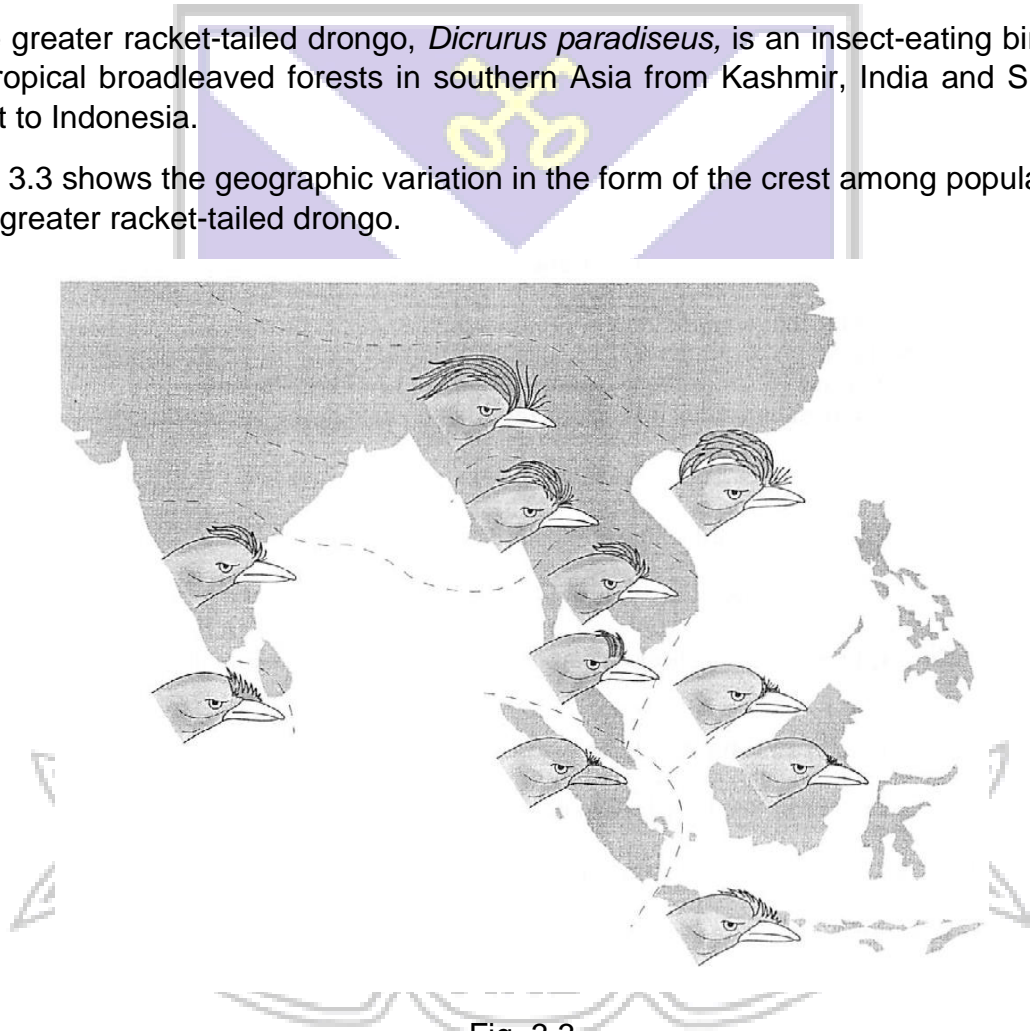 greater racket-tailed drongo, Dicrurus paradiseus, is an insect-eating
ropical broadleaved forests in southern Asia from Kashmir, India and
t to Indonesia.
3.3 shows the geographic variation in the form of the crest among
greater racket-tailed drongo.
Fig. 3.3